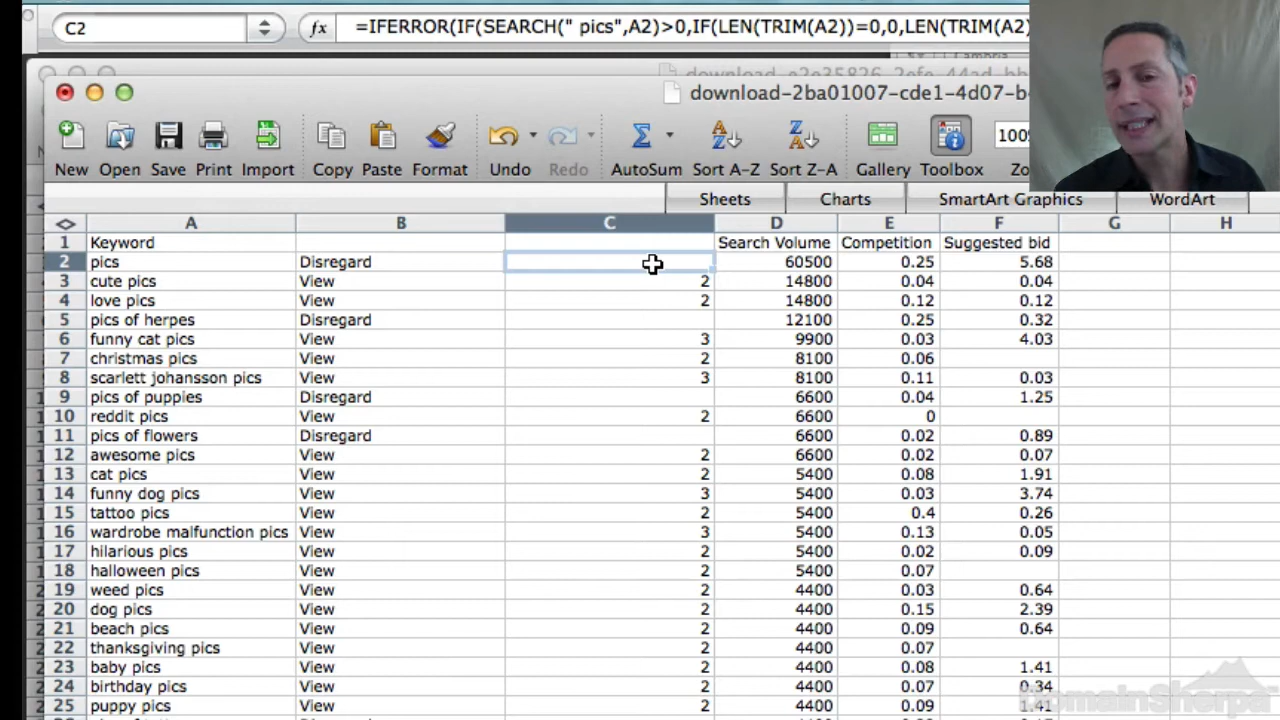 C2 fx =IFERROR(IF(SEARCH(" pics",A2)>0,IF(LEN(TRIM(A2))=0,0,LEN(TRIM(A2)
download-2ba01007-cde1-4d07-b
New Open Save Print Import Copy Paste Format Undo Redo AutoSum Sort A-Z Sort Z-A Gallery Toolbox Zo
100
Sheets Charts SmartArt Graphics WordArt
A B C D E F G H
1 Keyword Search Volume Competition Suggested bid
2 pics Disregard 60500 0.25 5.68
3 cute pics View 2 14800 0.04 0.04
4 love pics View 2 14800 0.12 0.12
5 pics of herpes Disregard 12100 0.25 0.32
6 funny cat pics View 3 9900 0.03 4.03
7 christmas pics View 2 8100 0.06
8 scarlett johansson pics View 3 8100 0.11 0.03
9 pics of puppies Disregard 6600 0.04 1.25
10 reddit pics View 2 6600 0
11 pics of flowers Disregard 6600 0.02 0.89
12 awesome pics View 2 6600 0.02 0.07
13 cat pics View 2 5400 0.08 1.91
14 funny dog pics View 3 5400 0.03 3.74
15 tattoo pics View 2 5400 0.4 0.26
16 wardrobe malfunction pics View 3 5400 0.13 0.05
17 hilarious pics View 2 5400 0.02 0.09
18 halloween pics View 2 5400 0.07
19 weed pics View 2 4400 0.03 0.64
20 dog pics View 2 4400 0.15 2.39
21 beach pics View 2 4400 0.09 0.64
22 thanksgiving pics View 2 4400 0.07
23 baby pics View 2 4400 0.08 1.41
24 birthday pics View 2 4400 0.07 0.34
25 puppy pics View 2 4400 0.09 1.41
DomainSherpa